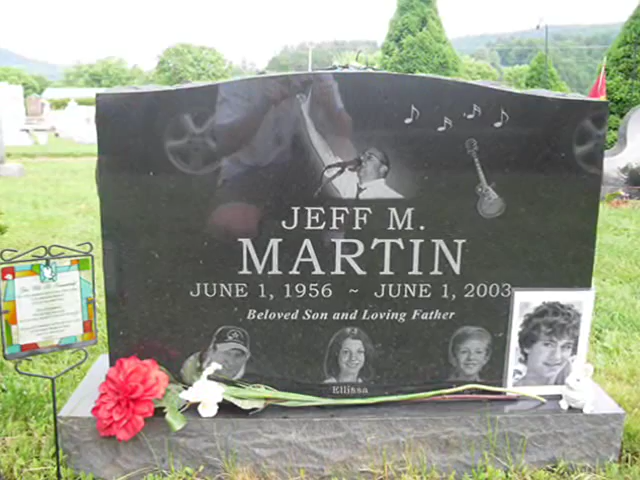 JEFF M.
MARTIN
JUNE 1, 1956 ~ JUNE 1, 2003
Beloved Son and Loving Father
Ellissa